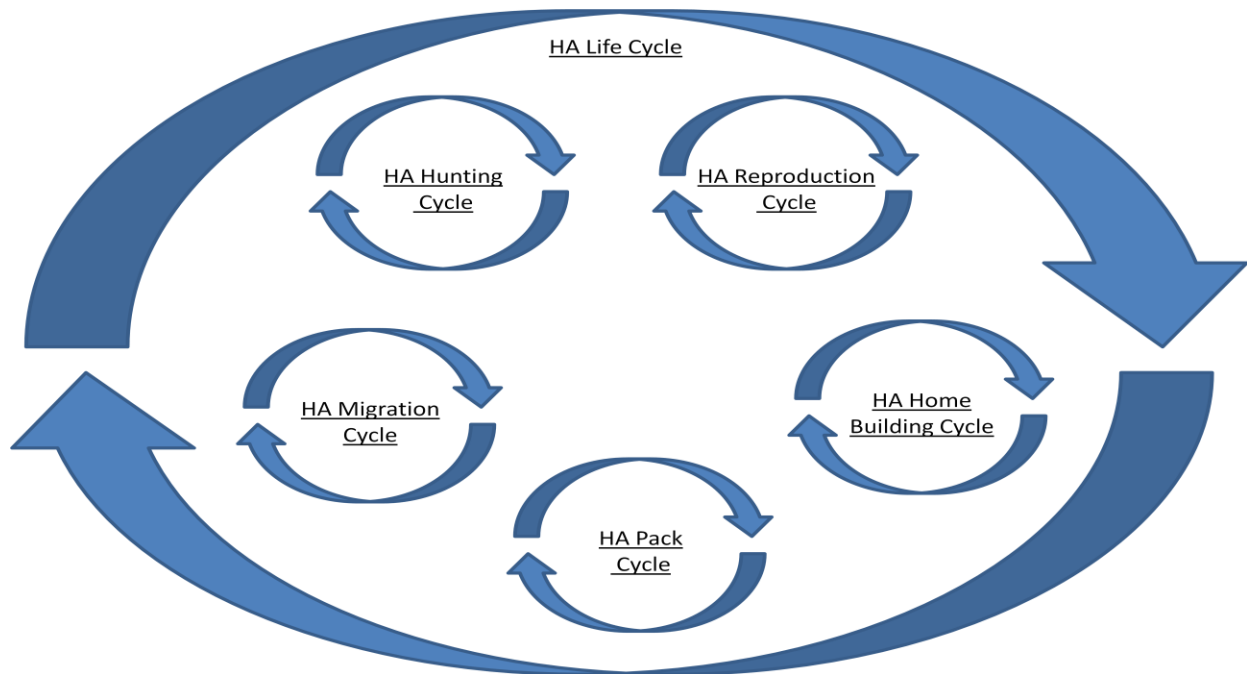 HA Life Cycle
HA Hunting
Cycle
HA Reproduction
Cycle
HA Migration
Cycle
HA Home
Building Cycle
HA Pack
Cycle